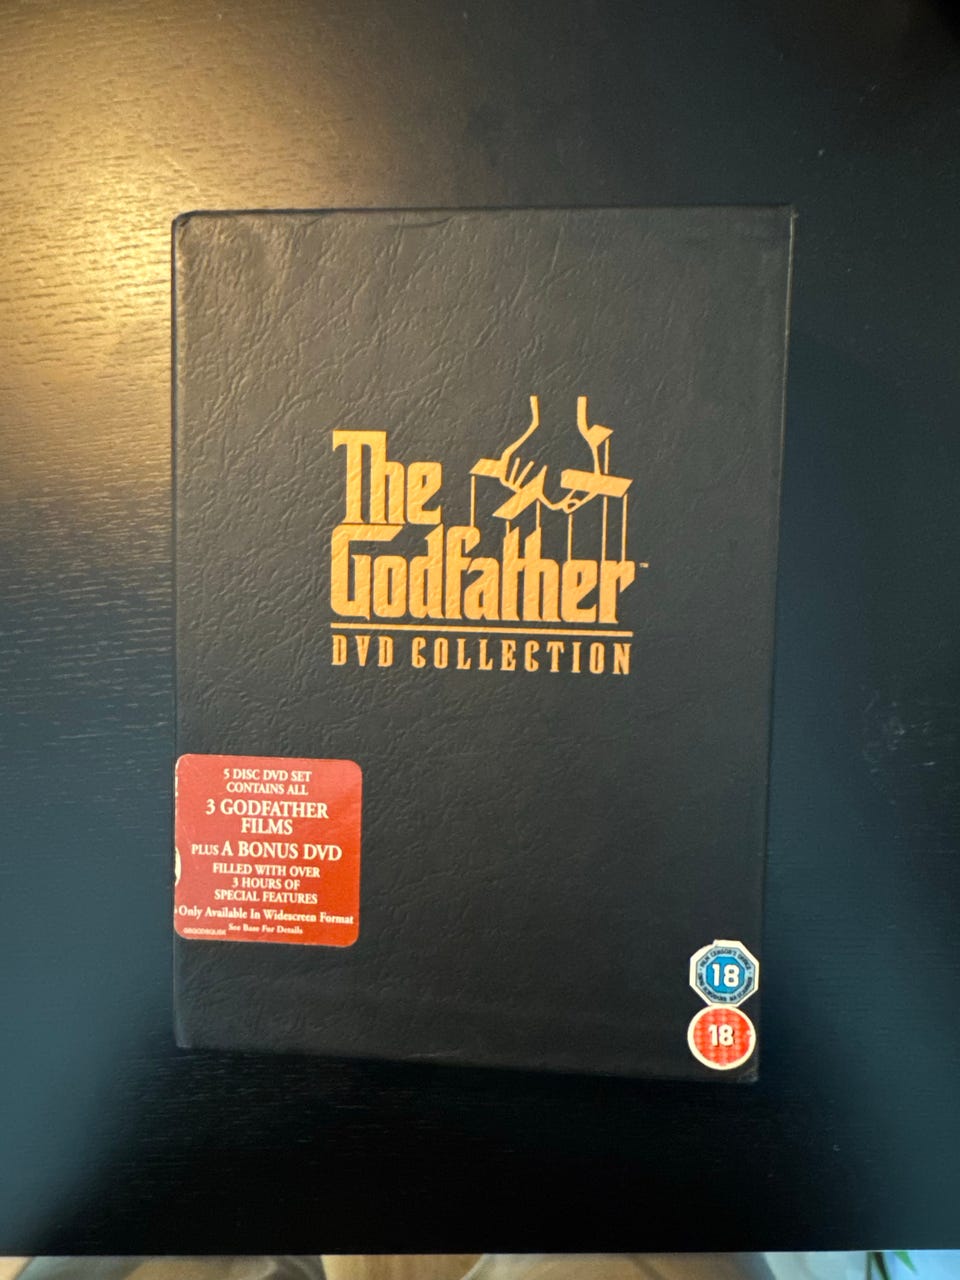 The
Godfather™
DVD COLLECTION
5 DISC DVD SET
CONTAINS ALL
3 GODFATHER
FILMS
PLUS A BONUS DVD
FILLED WITH OVER
3 HOURS OF
SPECIAL FEATURES
Only Available In Widescreen Format
See Base For Details
18
18